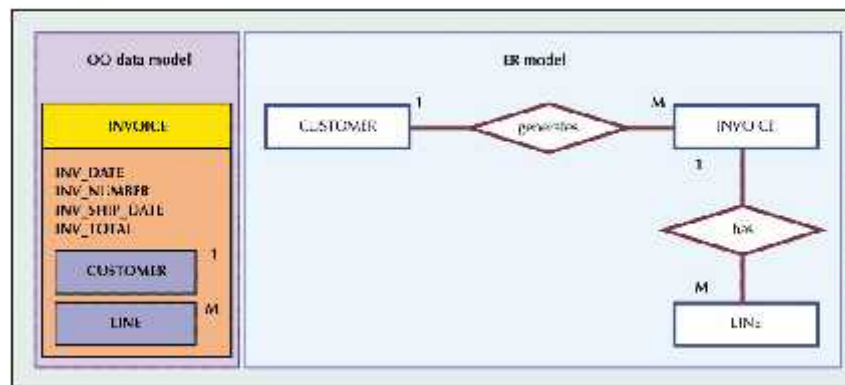 OO data model
INVOICE
INV_DATE
INV_NUMBER
INV_SHIP_DATE
INV_TOTAL
1
CUSTOMER
M
LINE
ER model
CUSTOMER
1
generates
M
INVOICE
1
has
M
LINE